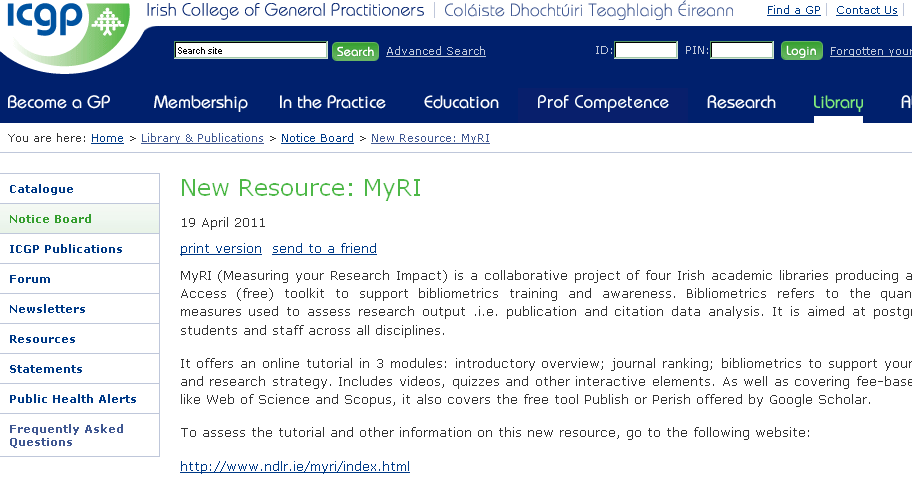 icgp Irish College of General Practitioners | Coláiste Dhochtúiri Teaghlaigh Éireann Find a GP Contact Us
Search site Search Advanced Search ID: PIN: Login Forgotten your
Become a GP Membership In the Practice Education Prof Competence Research Library
You are here: Home > Library & Publications > Notice Board > New Resource: MyRI
Catalogue
Notice Board
ICGP Publications
Forum
Newsletters
Resources
Statements
Public Health Alerts
Frequently Asked
Questions
New Resource: MyRI
19 April 2011
print version send to a friend
MyRI (Measuring your Research Impact) is a collaborative project of four Irish academic libraries producing a
Access (free) toolkit to support bibliometrics training and awareness. Bibliometrics refers to the quan
measures used to assess research output .i.e. publication and citation data analysis. It is aimed at postgr
students and staff across all disciplines.
It offers an online tutorial in 3 modules: introductory overview; journal ranking; bibliometrics to support your
and research strategy. Includes videos, quizzes and other interactive elements. As well as covering fee-base
like Web of Science and Scopus, it also covers the free tool Publish or Perish offered by Google Scholar.
To assess the tutorial and other information on this new resource, go to the following website:
http://www.ndlr.ie/myri/index.html